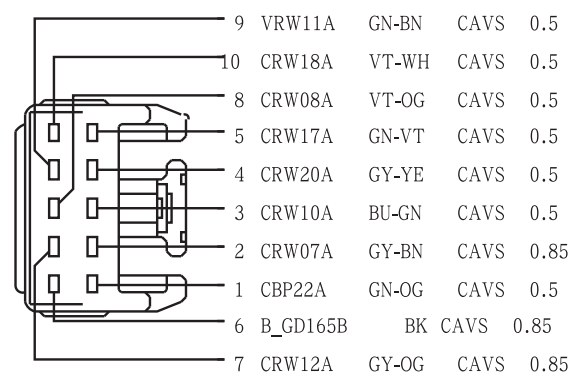 9 VRW11A GN-BN CAVS 0.5
10 CRW18A VT-WH CAVS 0.5
8 CRW08A VT-OG CAVS 0.5
5 CRW17A GN-VT CAVS 0.5
4 CRW20A GY-YE CAVS 0.5
3 CRW10A BU-GN CAVS 0.5
2 CRW07A GY-BN CAVS 0.85
1 CBP22A GN-OG CAVS 0.5
6 B_GD165B BK CAVS 0.85
7 CRW12A GY-OG CAVS 0.85